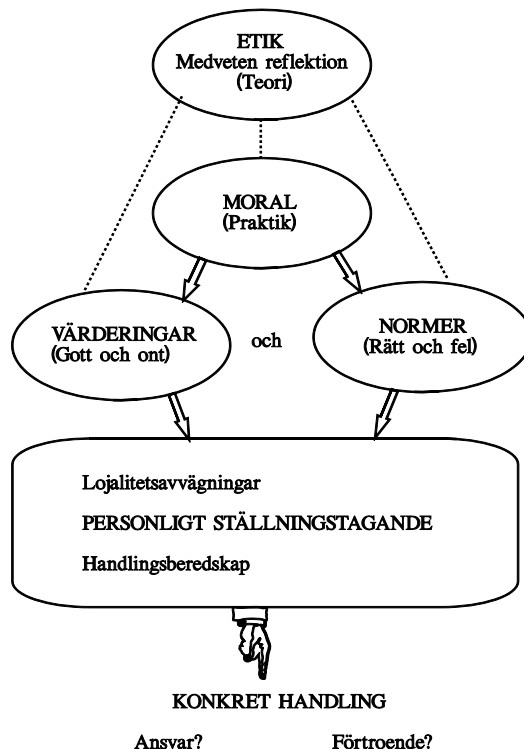 ETIK
Medveten reflektion
(Teori)
MORAL
(Praktik)
VÄRDERINGAR
(Gott och ont)
och
NORMER
(Rätt och fel)
Lojalitetsavvägningar
PERSONLIGT STÄLLNINGSTAGANDE
Handlingsberedskap
KONKRET HANDLING
Ansvar? Förtroende?